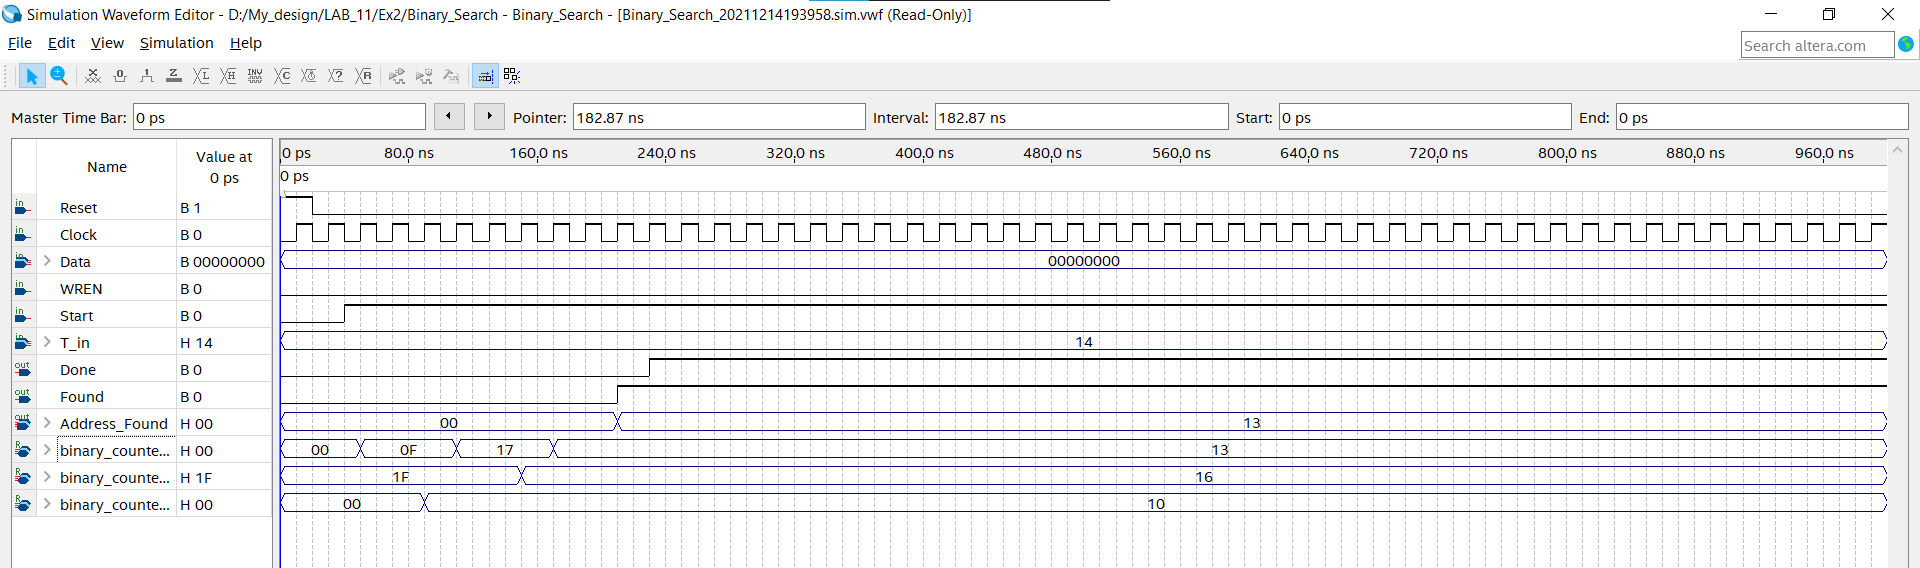 Simulation Waveform Editor - D:/My_design/LAB_11/Ex2/Binary_Search - Binary_Search - [Binary_Search_20211214193958.sim.vwf (Read-Only)]
File Edit View Simulation Help
Search altera.com
Master Time Bar: 0 ps Pointer: 182.87 ns Interval: 182.87 ns Start: 0 ps End: 0 ps
Name Value at 0 ps
0 ps 80.0 ns 160.0 ns 240.0 ns 320.0 ns 400.0 ns 480.0 ns 560.0 ns 640.0 ns 720.0 ns 800.0 ns 880.0 ns 960.0 ns
0 ps
Reset B 1
Clock B 0
Data B 00000000 00000000
WREN B 0
Start B 0
T_in H 14 14
Done B 0
Found B 0
Address_Found H 00 00 13
binary_counte... H 00 00 0F 17 13
binary_counte... H 1F 1F 16
binary_counte... H 00 00 10